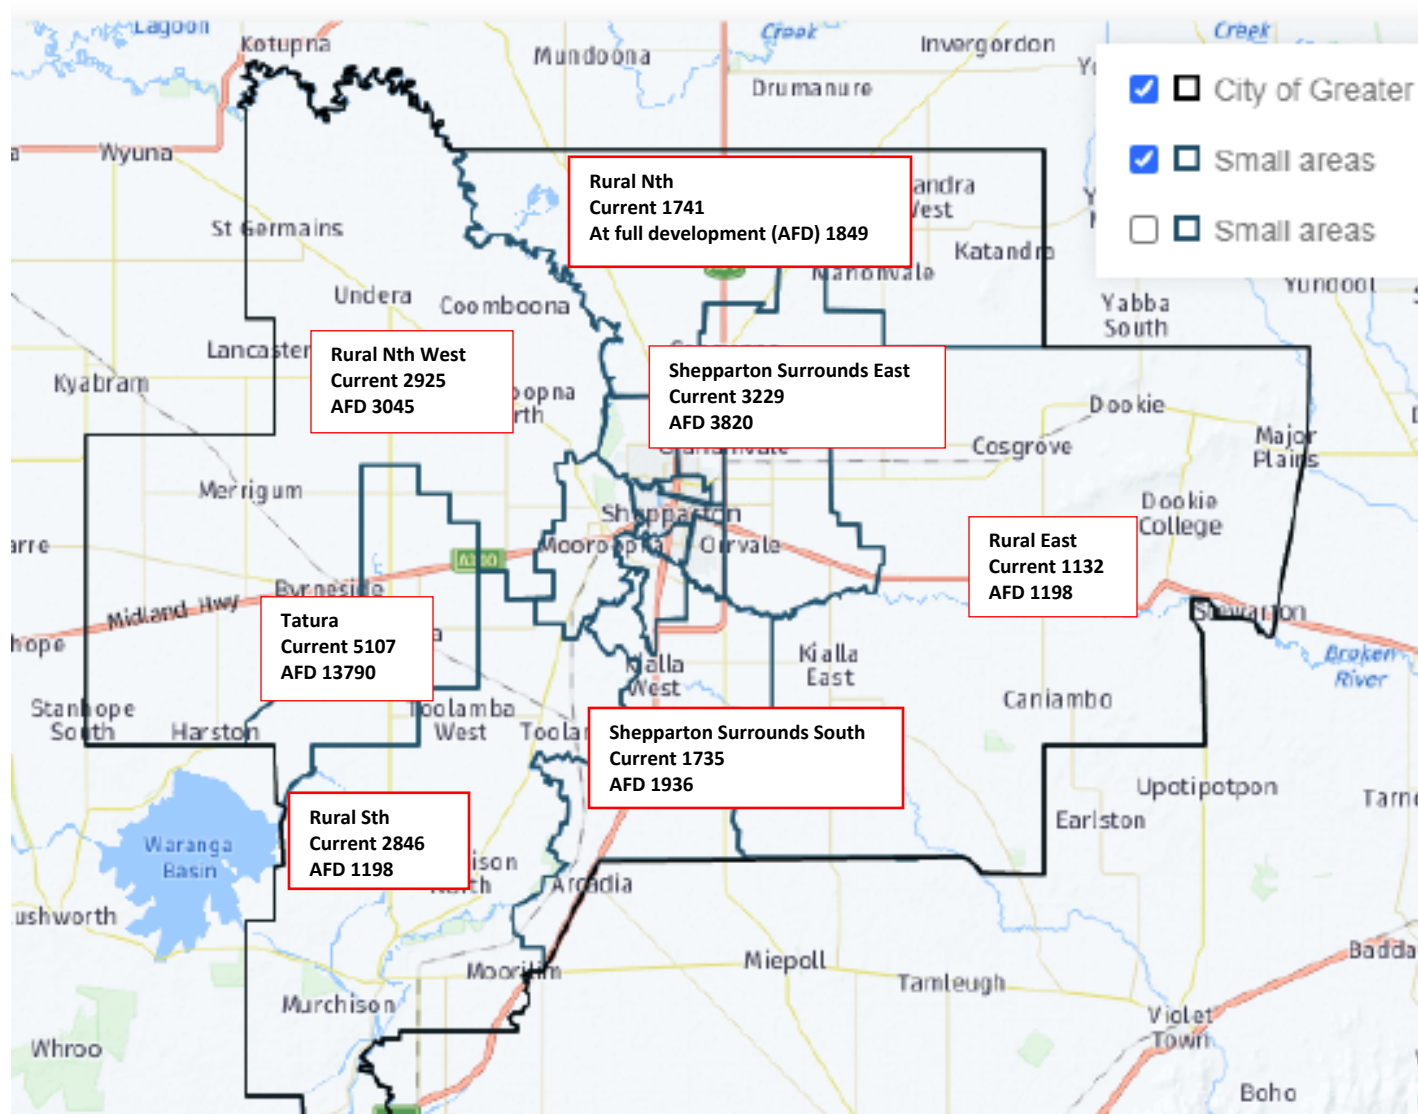 Lagoon
Kotupna
Mundoona
Creek
Invergordon
Creek
Drumanure
City of Greater
Small areas
Small areas
Wyuna
Rural Nth
Current 1741
At full development (AFD) 1849
St Germains
Katandra
Undera
Coomboona
Yundool
Yabba
South
Lancaster
Kyabram
Rural Nth West
Current 2925
AFD 3045
Shepparton Surrounds East
Current 3229
AFD 3820
Dookie
Cosgrove
Major
Plains
Merrigum
Dookie
College
Shepparton
Mooroopna
Orrvale
A300
Rural East
Current 1132
AFD 1198
Byrneside
Midland Hwy
Tatura
Current 5107
AFD 13790
Stewarton
Broken
River
Kialla
West
Kialla
East
Caniambo
Stanhope
South
Harston
Toolamba
West
Shepparton Surrounds South
Current 1735
AFD 1936
Upotipotpon
Earlston
Rural Sth
Current 2846
AFD 1198
Waranga
Basin
Arcadia
Moorilim
Miepoll
Tamleugh
Murchison
Violet
Town
Whroo
Boho